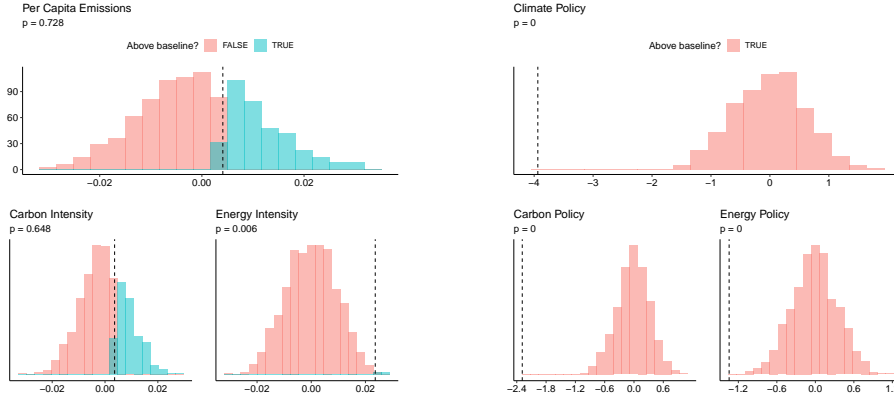 Per Capita Emissions
p = 0.728
Above baseline? FALSE TRUE
90
60
30
0
−0.02 0.00 0.02
Climate Policy
p = 0
Above baseline? TRUE
−4 −3 −2 −1 0 1
Carbon Intensity
p = 0.648
−0.02 0.00 0.02
Energy Intensity
p = 0.006
−0.02 0.00 0.02
Carbon Policy
p = 0
−2.4 −1.8 −1.2 −0.6 0.0 0.6
Energy Policy
p = 0
−1.2 −0.6 0.0 0.6